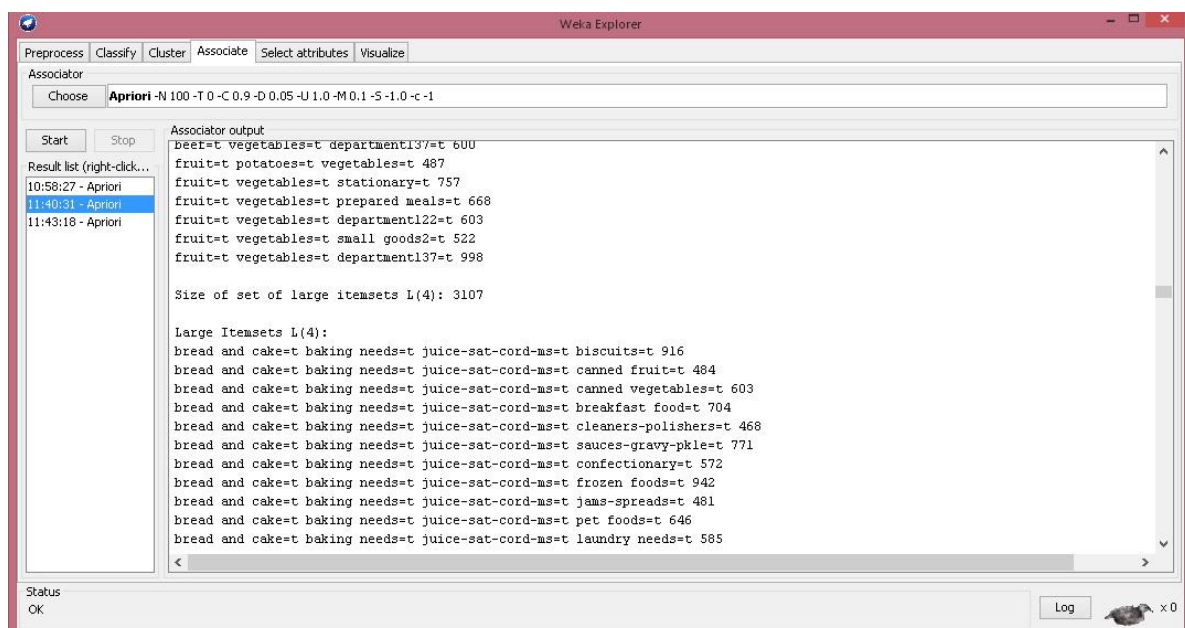 Weka Explorer
Preprocess Classify Cluster Associate Select attributes Visualize
Associator
Choose Apriori -N 100 -T 0 -C 0.9 -D 0.05 -U 1.0 -M 0.1 -S -1.0 -c -1
Start Stop
Result list (right-click...
10:58:27 - Apriori
11:40:31 - Apriori
11:43:18 - Apriori
Associator output
beef=t vegetables=t department137=t 600
fruit=t potatoes=t vegetables=t 487
fruit=t vegetables=t stationary=t 757
fruit=t vegetables=t prepared meals=t 668
fruit=t vegetables=t department122=t 603
fruit=t vegetables=t small goods2=t 522
fruit=t vegetables=t department137=t 998
Size of set of large itemsets L(4): 3107
Large Itemsets L(4):
bread and cake=t baking needs=t juice-sat-cord-ms=t biscuits=t 916
bread and cake=t baking needs=t juice-sat-cord-ms=t canned fruit=t 484
bread and cake=t baking needs=t juice-sat-cord-ms=t canned vegetables=t 603
bread and cake=t baking needs=t juice-sat-cord-ms=t breakfast food=t 704
bread and cake=t baking needs=t juice-sat-cord-ms=t cleaners-polishers=t 468
bread and cake=t baking needs=t juice-sat-cord-ms=t sauces-gravy-pkle=t 771
bread and cake=t baking needs=t juice-sat-cord-ms=t confectionary=t 572
bread and cake=t baking needs=t juice-sat-cord-ms=t frozen foods=t 942
bread and cake=t baking needs=t juice-sat-cord-ms=t jams-spreads=t 481
bread and cake=t baking needs=t juice-sat-cord-ms=t pet foods=t 646
bread and cake=t baking needs=t juice-sat-cord-ms=t laundry needs=t 585
Status
OK
Log
x 0